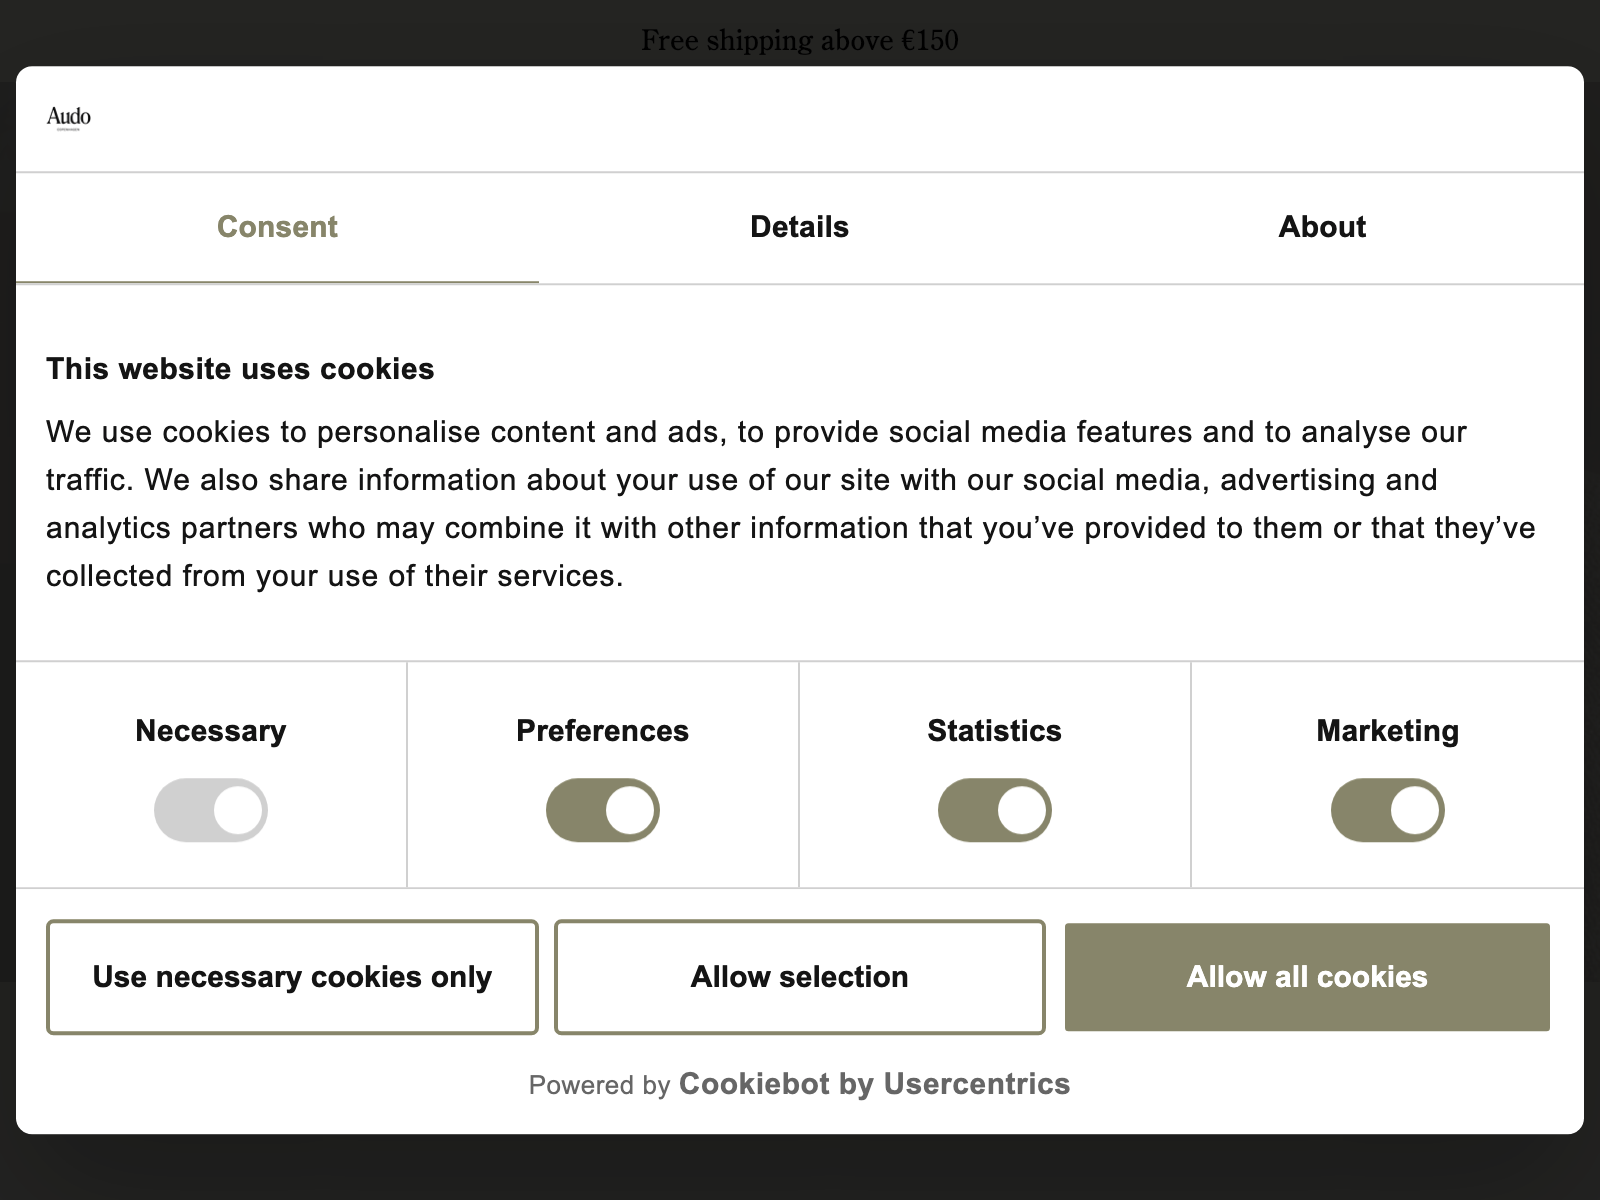 Free shipping above €150
Audo
Consent
Details
About
This website uses cookies
We use cookies to personalise content and ads, to provide social media features and to analyse our
traffic. We also share information about your use of our site with our social media, advertising and
analytics partners who may combine it with other information that you’ve provided to them or that they’ve
collected from your use of their services.
Necessary
Preferences
Statistics
Marketing
Use necessary cookies only
Allow selection
Allow all cookies
Powered by Cookiebot by Usercentrics